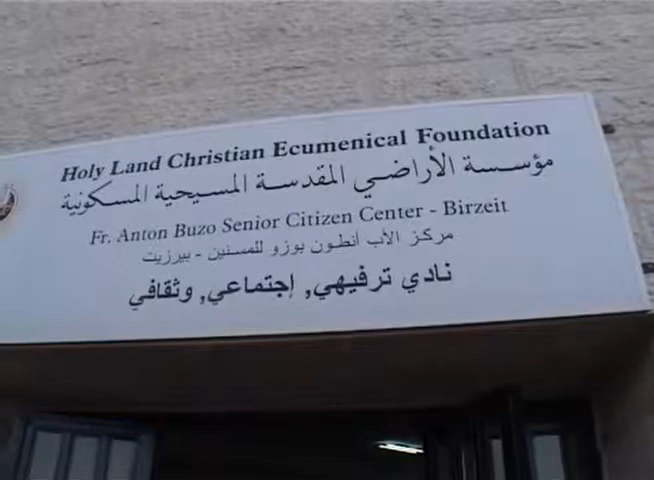 Holy Land Christian Ecumenical Foundation
مؤسسة الأراضي المقدسة المسيحية المسكونية
Fr. Anton Buzo Senior Citizen Center - Birzeit
مركز الأب أنطون بوزو للمسنين - بيرزيت
نادي ترفيهي, إجتماعي, وثقافي